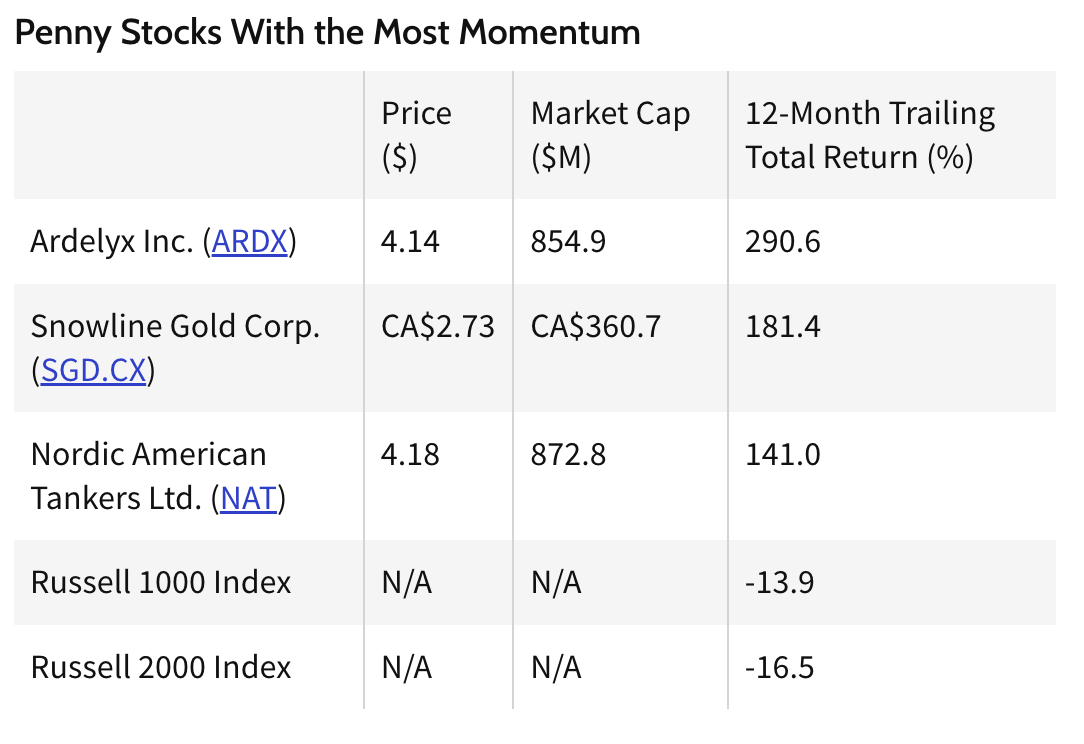 Penny Stocks With the Most Momentum
Price ($) Market Cap ($M) 12-Month Trailing Total Return (%)
Ardelyx Inc. (ARDX) 4.14 854.9 290.6
Snowline Gold Corp. (SGD.CX) CA$2.73 CA$360.7 181.4
Nordic American Tankers Ltd. (NAT) 4.18 872.8 141.0
Russell 1000 Index N/A N/A -13.9
Russell 2000 Index N/A N/A -16.5